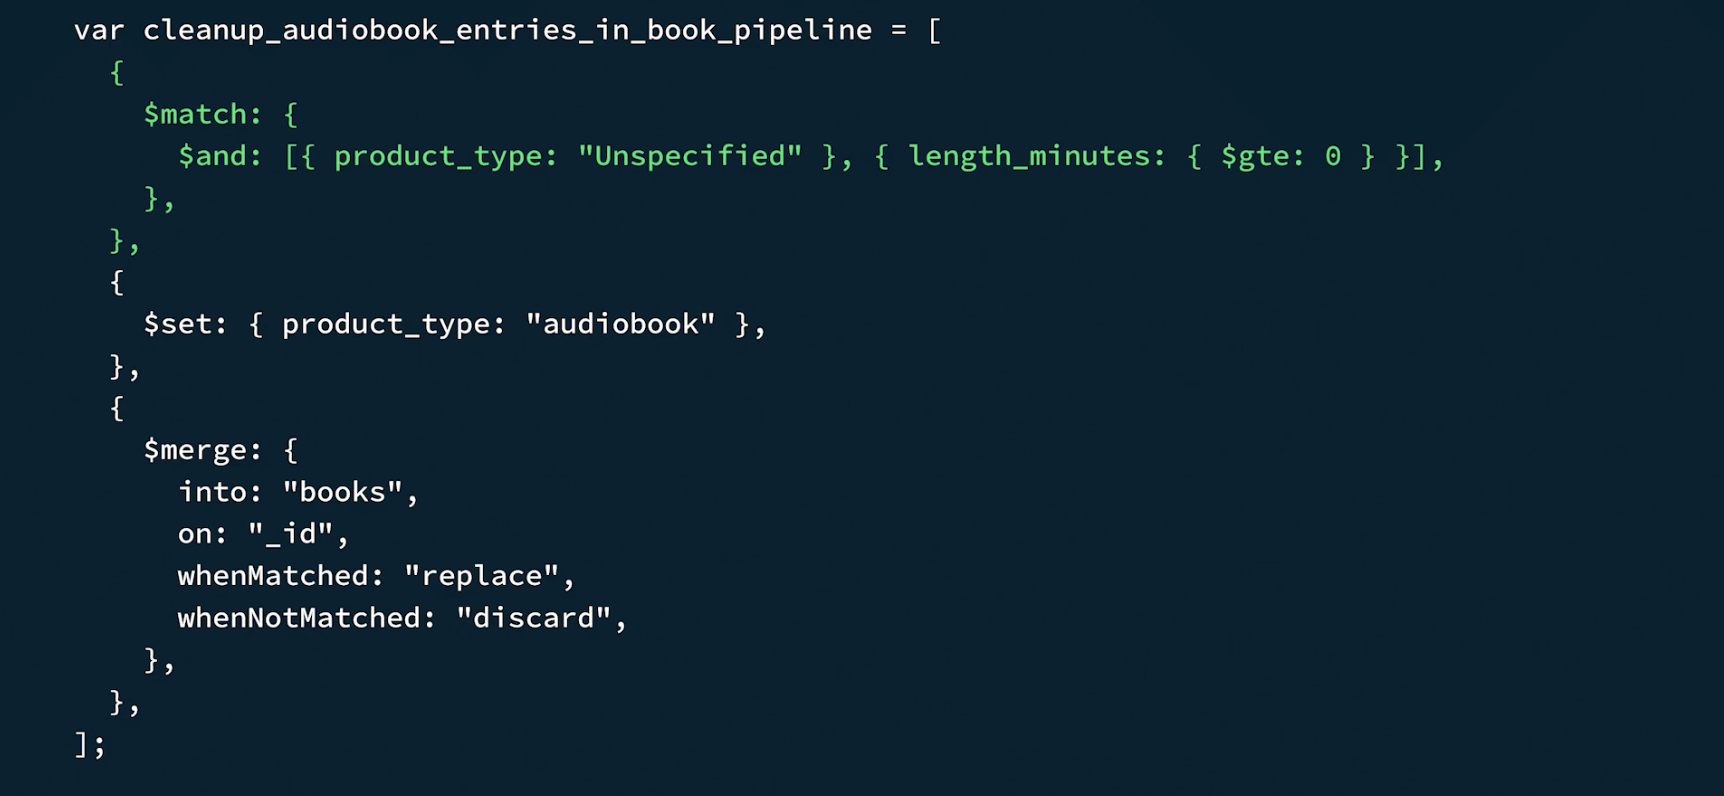 var cleanup_audiobook_entries_in_book_pipeline = [
  {
    $match: {
      $and: [{ product_type: "Unspecified" }, { length_minutes: { $gte: 0 } }],
    },
  },
  {
    $set: { product_type: "audiobook" },
  },
  {
    $merge: {
      into: "books",
      on: "_id",
      whenMatched: "replace",
      whenNotMatched: "discard",
    },
  },
];